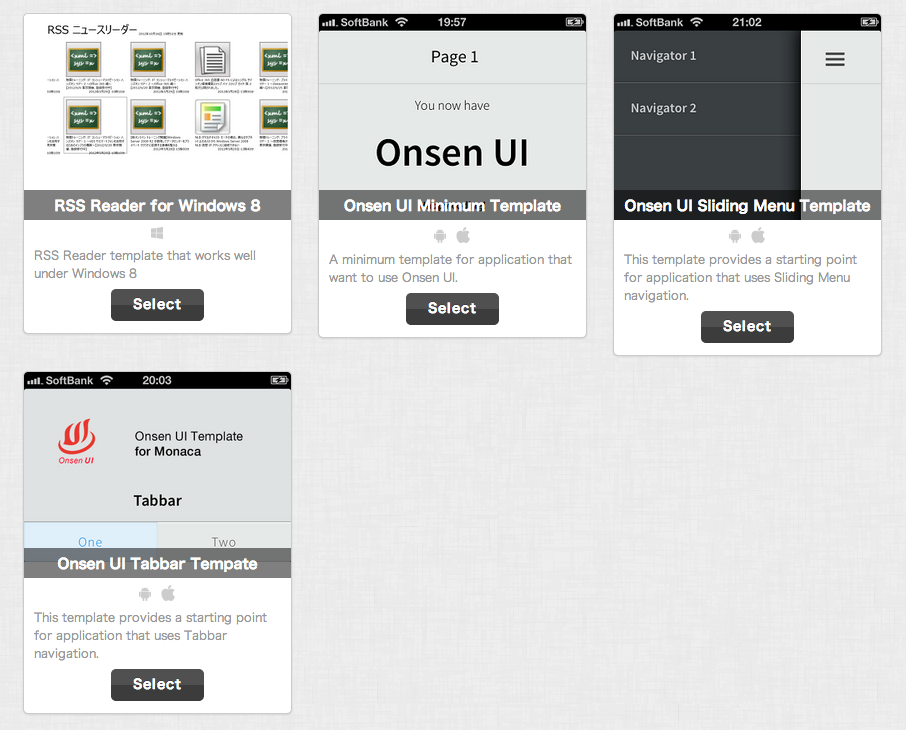 RSS ニュースリーダー
RSS Reader for Windows 8
RSS Reader template that works well
under Windows 8
Select
SoftBank 19:57
Page 1
You now have
Onsen UI
Onsen UI Minimum Template
A minimum template for application that
want to use Onsen UI.
Select
SoftBank 21:02
Navigator 1
Navigator 2
Onsen UI Sliding Menu Template
This template provides a starting point
for application that uses Sliding Menu
navigation.
Select
SoftBank 20:03
Onsen UI
Onsen UI Template
for Monaca
Tabbar
One Two
Onsen UI Tabbar Tempate
This template provides a starting point
for application that uses Tabbar
navigation.
Select